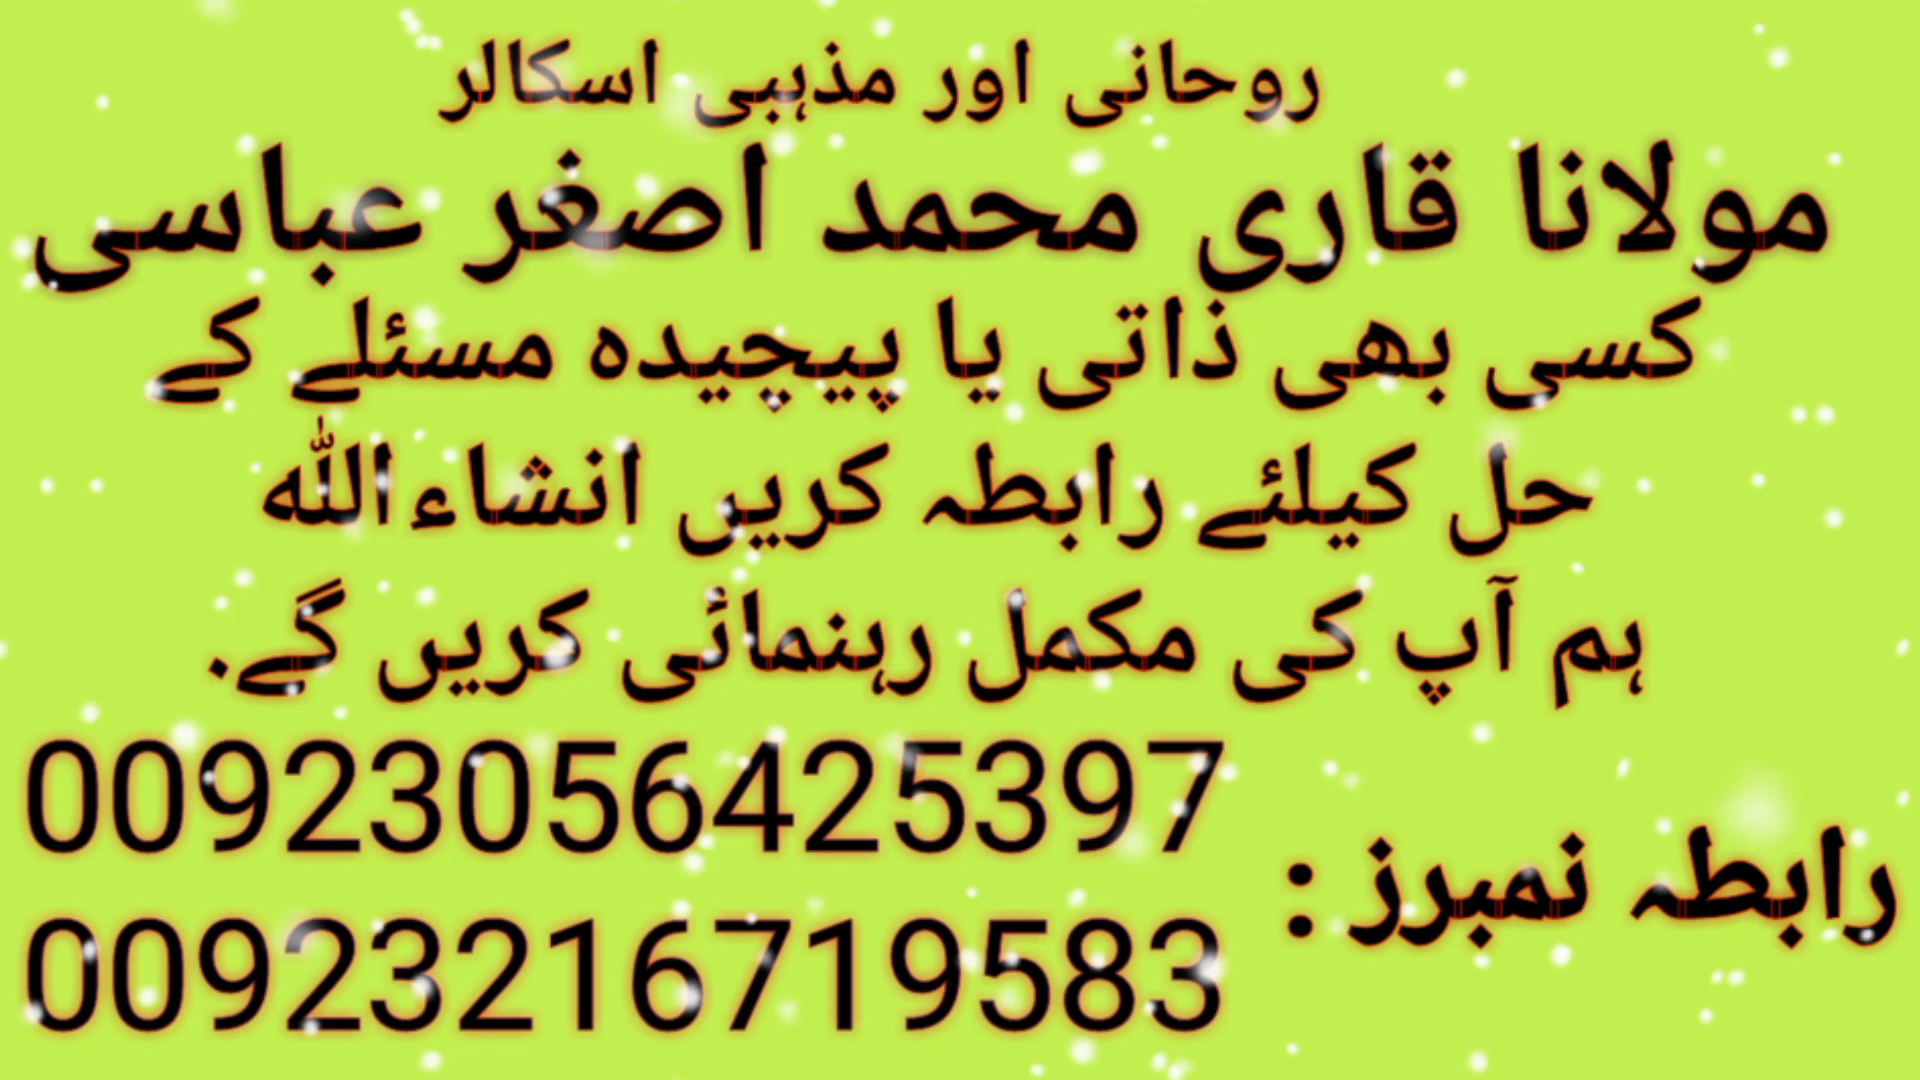 روحانی اور مذہبی اسکالر
مولانا قاری محمد اصغر عباسی
کسی بھی ذاتی یا پیچیدہ مسئلے کے
حل کیلئے رابطہ کریں انشاءاللّٰه
ہم آپ کی مکمل رہنمائی کریں گے.
رابطہ نمبرز :
00923056425397
00923216719583